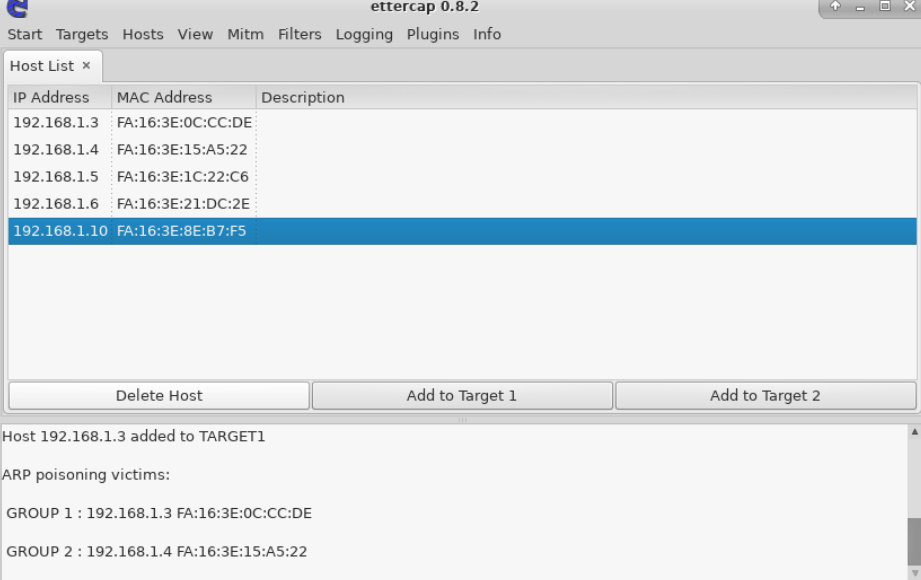 ettercap 0.8.2
Start Targets Hosts View Mitm Filters Logging Plugins Info
Host List ×
IP Address MAC Address Description
192.168.1.3 FA:16:3E:0C:CC:DE
192.168.1.4 FA:16:3E:15:A5:22
192.168.1.5 FA:16:3E:1C:22:C6
192.168.1.6 FA:16:3E:21:DC:2E
192.168.1.10 FA:16:3E:8E:B7:F5
Delete Host Add to Target 1 Add to Target 2
Host 192.168.1.3 added to TARGET1
ARP poisoning victims:
GROUP 1 : 192.168.1.3 FA:16:3E:0C:CC:DE
GROUP 2 : 192.168.1.4 FA:16:3E:15:A5:22